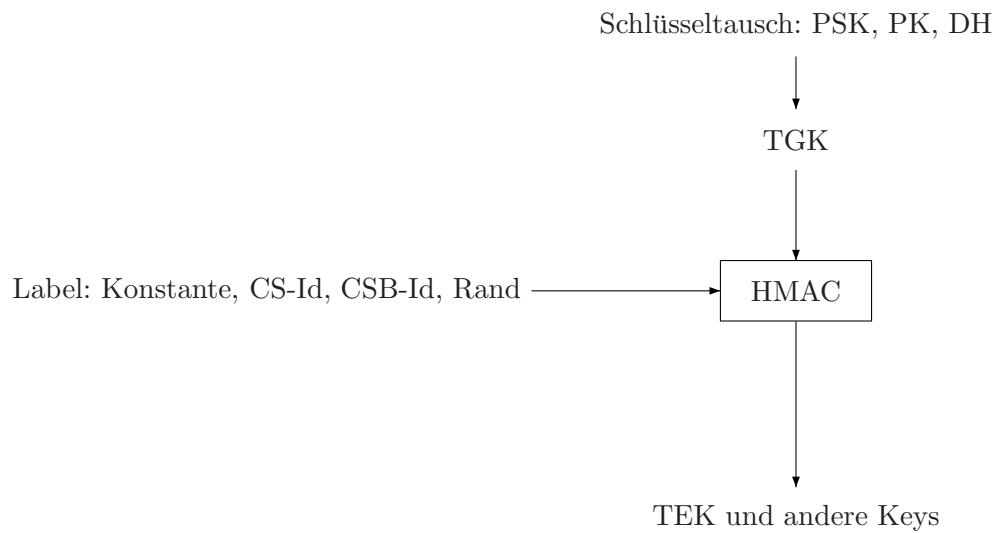 Schlüsseltausch: PSK, PK, DH
TGK
Label: Konstante, CS-Id, CSB-Id, Rand
HMAC
TEK und andere Keys